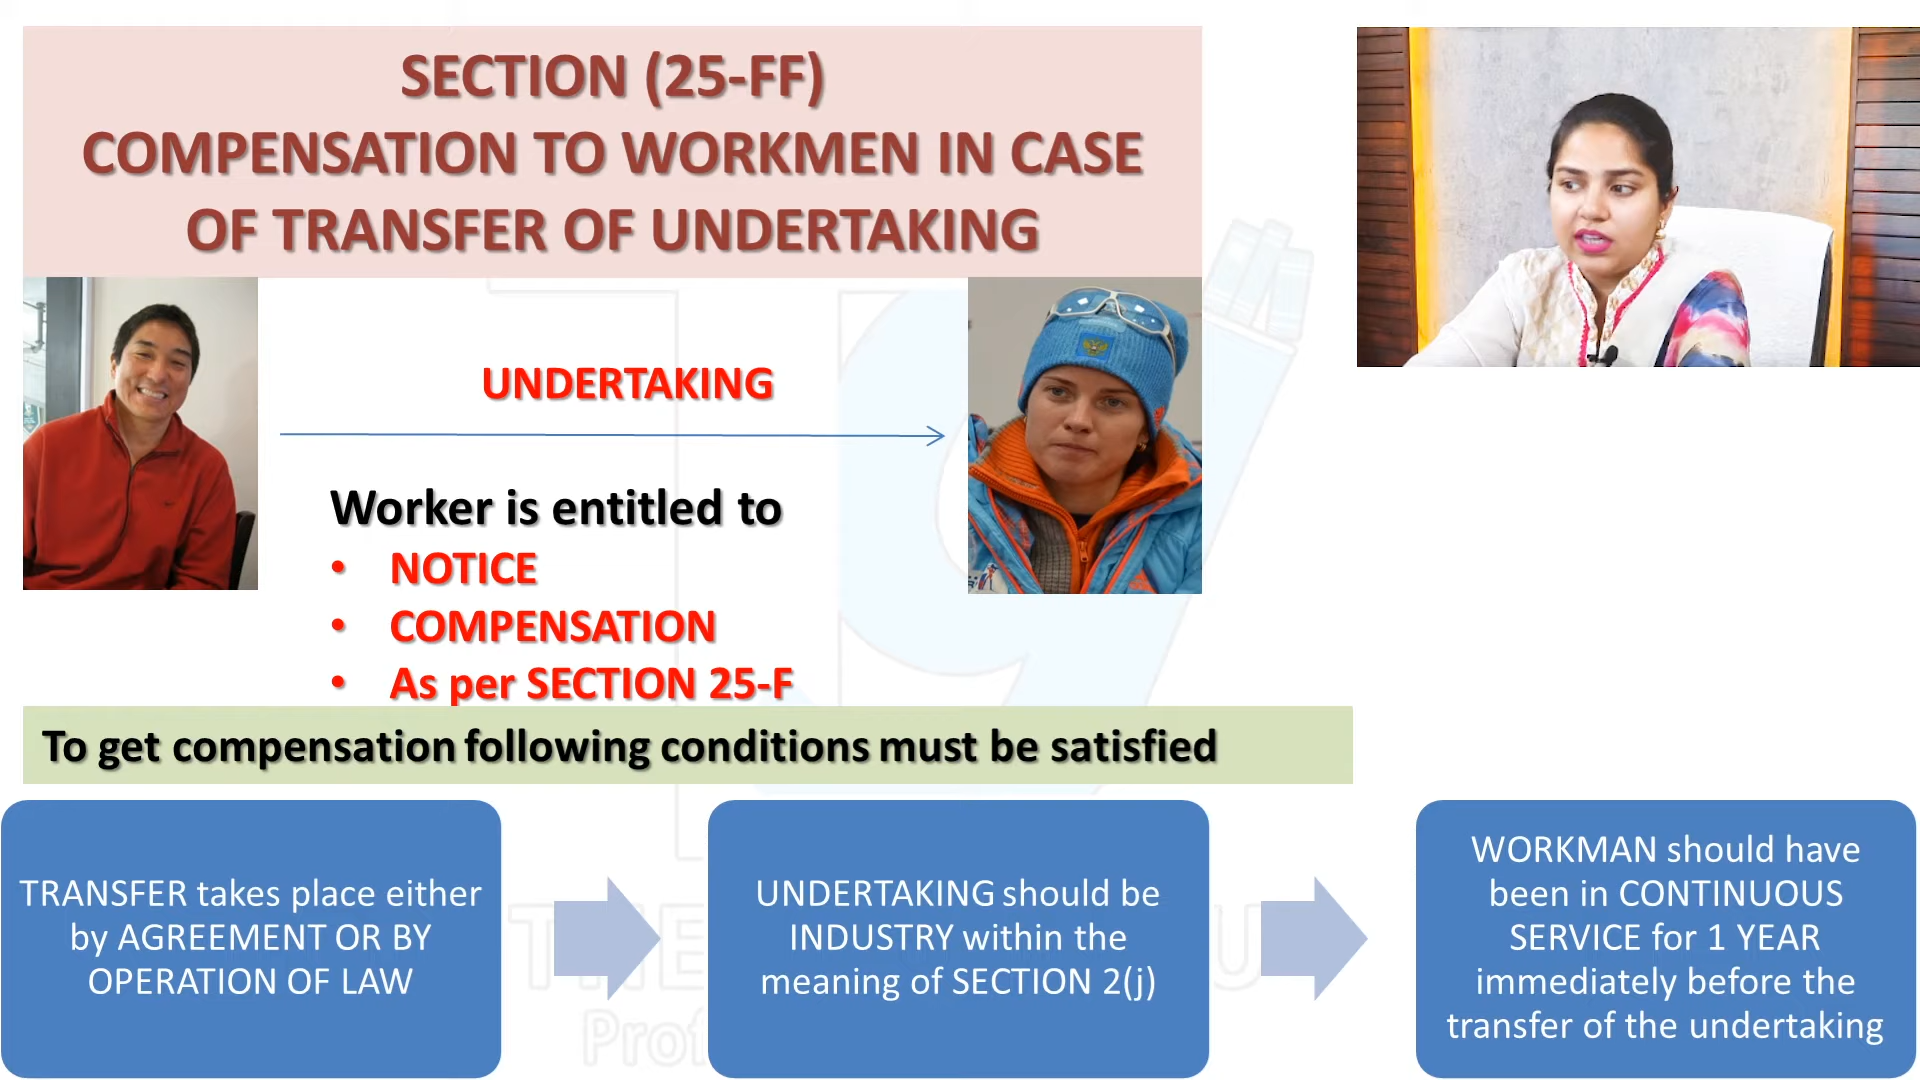 SECTION (25-FF)
COMPENSATION TO WORKMEN IN CASE
OF TRANSFER OF UNDERTAKING
UNDERTAKING
Worker is entitled to
• NOTICE
• COMPENSATION
• As per SECTION 25-F
To get compensation following conditions must be satisfied
TRANSFER takes place either
by AGREEMENT OR BY
OPERATION OF LAW
UNDERTAKING should be
INDUSTRY within the
meaning of SECTION 2(j)
WORKMAN should have
been in CONTINUOUS
SERVICE for 1 YEAR
immediately before the
transfer of the undertaking